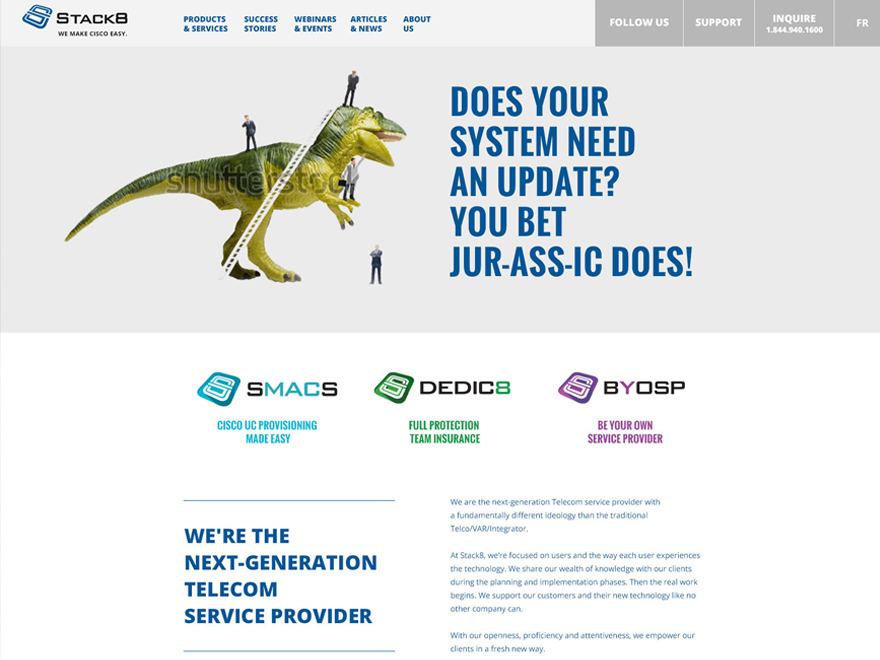 STACK8
WE MAKE CISCO EASY.
PRODUCTS
& SERVICES
SUCCESS
STORIES
WEBINARS
& EVENTS
ARTICLES
& NEWS
ABOUT
US
FOLLOW US
SUPPORT
INQUIRE
1.844.940.1600
FR
shutterstoc
DOES YOUR
SYSTEM NEED
AN UPDATE?
YOU BET
JUR-ASS-IC DOES!
SMACS
CISCO UC PROVISIONING
MADE EASY
DEDIC8
FULL PROTECTION
TEAM INSURANCE
BYOSP
BE YOUR OWN
SERVICE PROVIDER
WE'RE THE
NEXT-GENERATION
TELECOM
SERVICE PROVIDER
We are the next-generation Telecom service provider with
a fundamentally different ideology than the traditional
Telco/VAR/Integrator.
At Stack8, we're focused on users and the way each user experiences
the technology. We share our wealth of knowledge with our clients
during the planning and implementation phases. Then the real work
begins. We support our customers and their new technology like no
other company can.
With our openness, proficiency and attentiveness, we empower our
clients in a fresh new way.